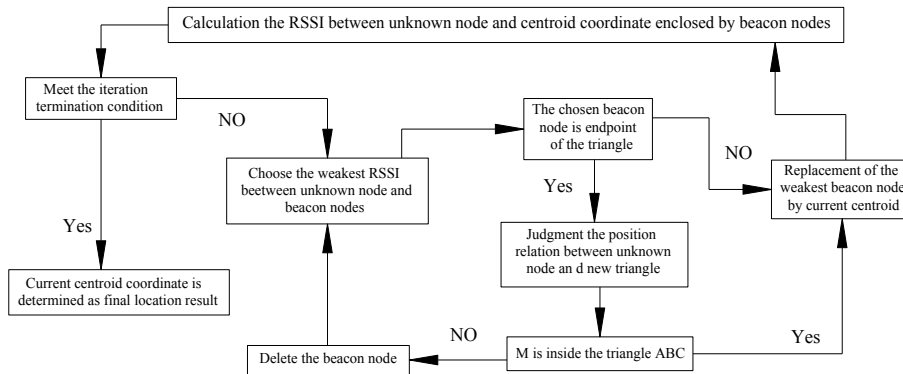 Calculation the RSSI between unknown node and centroid coordinate enclosed by beacon nodes
Meet the iteration
termination condition
NO
The chosen beacon
node is endpoint
of the triangle
NO
Choose the weakest RSSI
beetween unknown node and
beacon nodes
Yes
Replacement of the
weakest beacon node
by current centroid
Yes
Judgment the position
relation between unknown
node an d new triangle
Current centroid coordinate is
determined as final location result
NO
Yes
Delete the beacon node
M is inside the triangle ABC